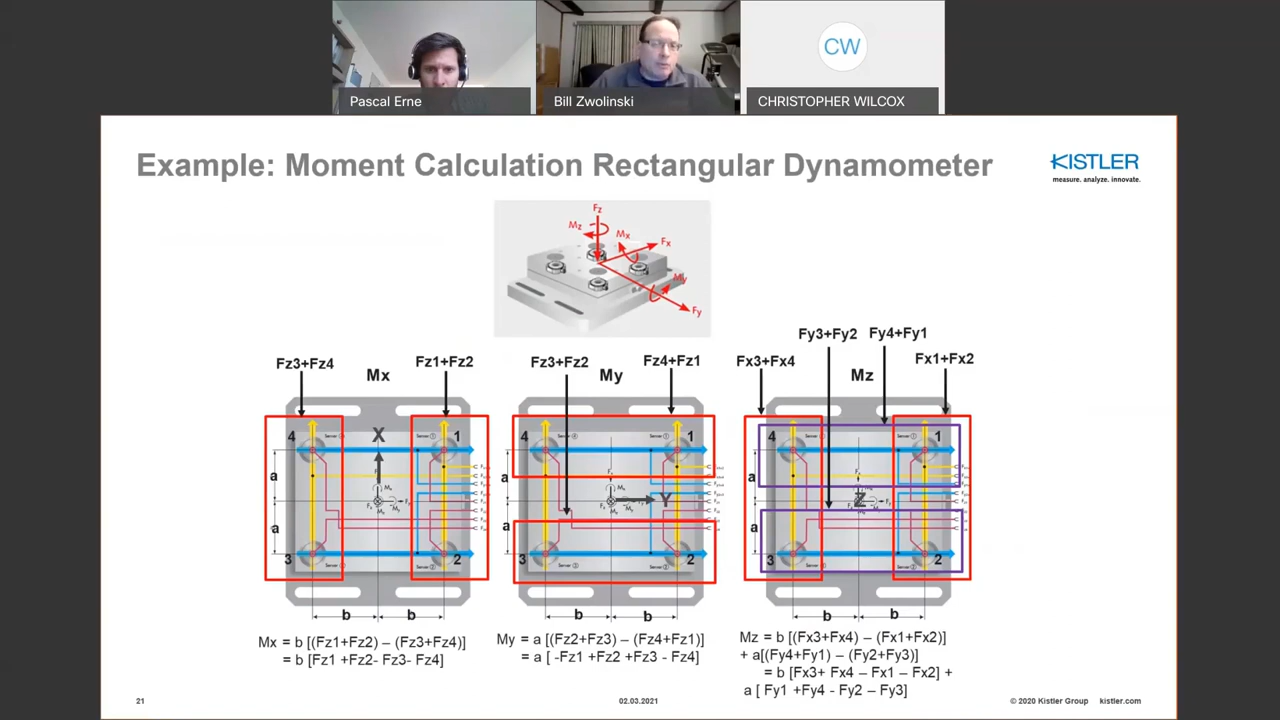 CW
Pascal Erne
Bill Zwolinski
CHRISTOPHER WILCOX
Example: Moment Calculation Rectangular Dynamometer
KISTLER
measure. analyze. innovate.
Fz
Mz
Mx
Fx
My
Fy
Fy3+Fy2 Fy4+Fy1
Fz3+Fz4 Fz1+Fz2
Mx
Fz3+Fz2 Fz4+Fz1
My
Fx3+Fx4 Fx1+Fx2
Mz
4 X 1
a
a
3 2
b b
4 1
a
Y
a
3 2
b b
4 1
a
Z
a
3 2
b b
Mx = b [(Fz1+Fz2) – (Fz3+Fz4)]
= b [Fz1 +Fz2- Fz3- Fz4]
My = a [(Fz2+Fz3) – (Fz4+Fz1)]
= a [ -Fz1 +Fz2 +Fz3 - Fz4]
Mz = b [(Fx3+Fx4) – (Fx1+Fx2)]
+ a[(Fy4+Fy1) – (Fy2+Fy3)]
= b [Fx3+ Fx4 – Fx1 – Fx2] +
a [ Fy1 +Fy4 - Fy2 – Fy3]
21
02.03.2021
© 2020 Kistler Group kistler.com